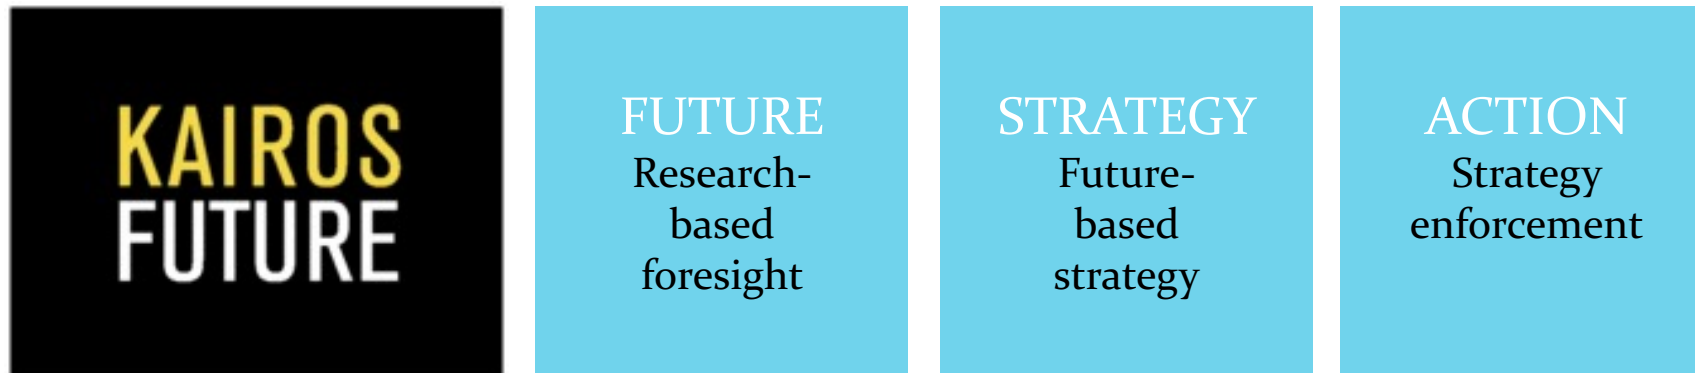 KAIROS
FUTURE
FUTURE
Research-
based
foresight
STRATEGY
Future-
based
strategy
ACTION
Strategy
enforcement